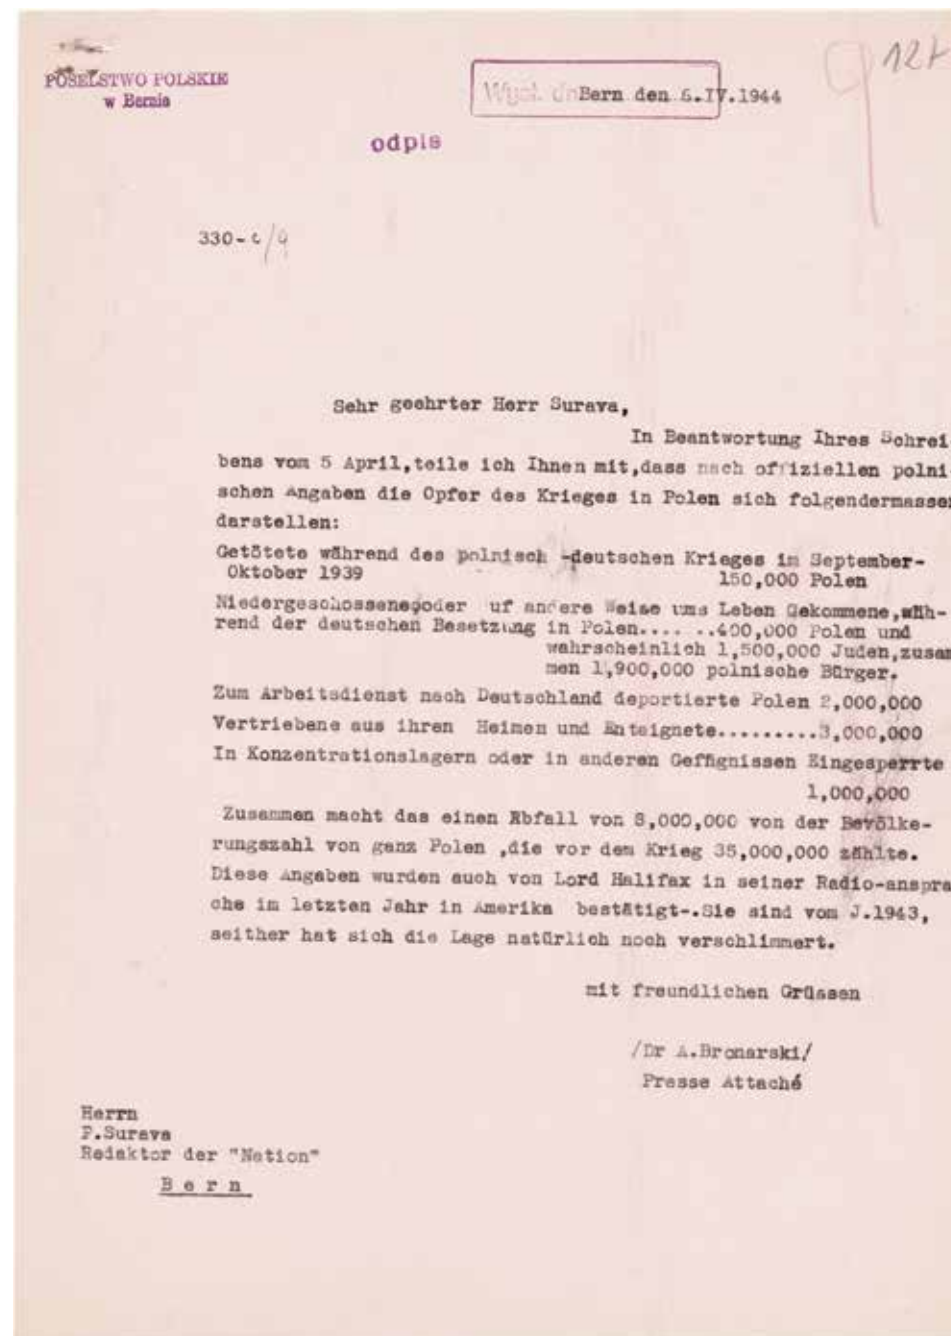 POSELSTWO POLSKIE
w Bernie
127
Wysł. dn Bern den 6.IV.1944
odpis
330-c/9
Sehr geehrter Herr Surava,
In Beantwortung Ihres Schrei
bens vom 5 April,teile ich Ihnen mit,dass nach offiziellen polni
schen Angaben die Opfer des Krieges in Polen sich folgendermassen
darstellen:
Getötete während des polnisch -deutschen Krieges im September-
Oktober 1939 150,000 Polen
Niedergeschossene oder uf andere Weise ums Leben Gekommene,wäh-
rend der deutschen Besetzung in Polen.... ..400,000 Polen und
wahrscheinlich 1,500,000 Juden,zusam
men 1,900,000 polnische Bürger.
Zum Arbeitsdienst nach Deutschland deportierte Polen 2,000,000
Vertriebene aus ihren Heimen und Enteignete.........3,000,000
In Konzentrationslagern oder in anderen Geffignissen Eingesperrte
1,000,000
Zusammen macht das einen Abfall von 8,000,000 von der Bevölke-
rungszahl von ganz Polen ,die vor dem Krieg 35,000,000 zählte.
Diese Angaben wurden auch von Lord Halifax in seiner Radio-anspra
che im letzten Jahr in Amerika bestätigt-.Sie sind vom J.1943,
seither hat sich die Lage natürlich noch verschlimmert.
mit freundlichen Grüssen
/Dr A.Bronarski/
Presse Attaché
Herrn
P.Surava
Redaktor der "Nation"
Bern